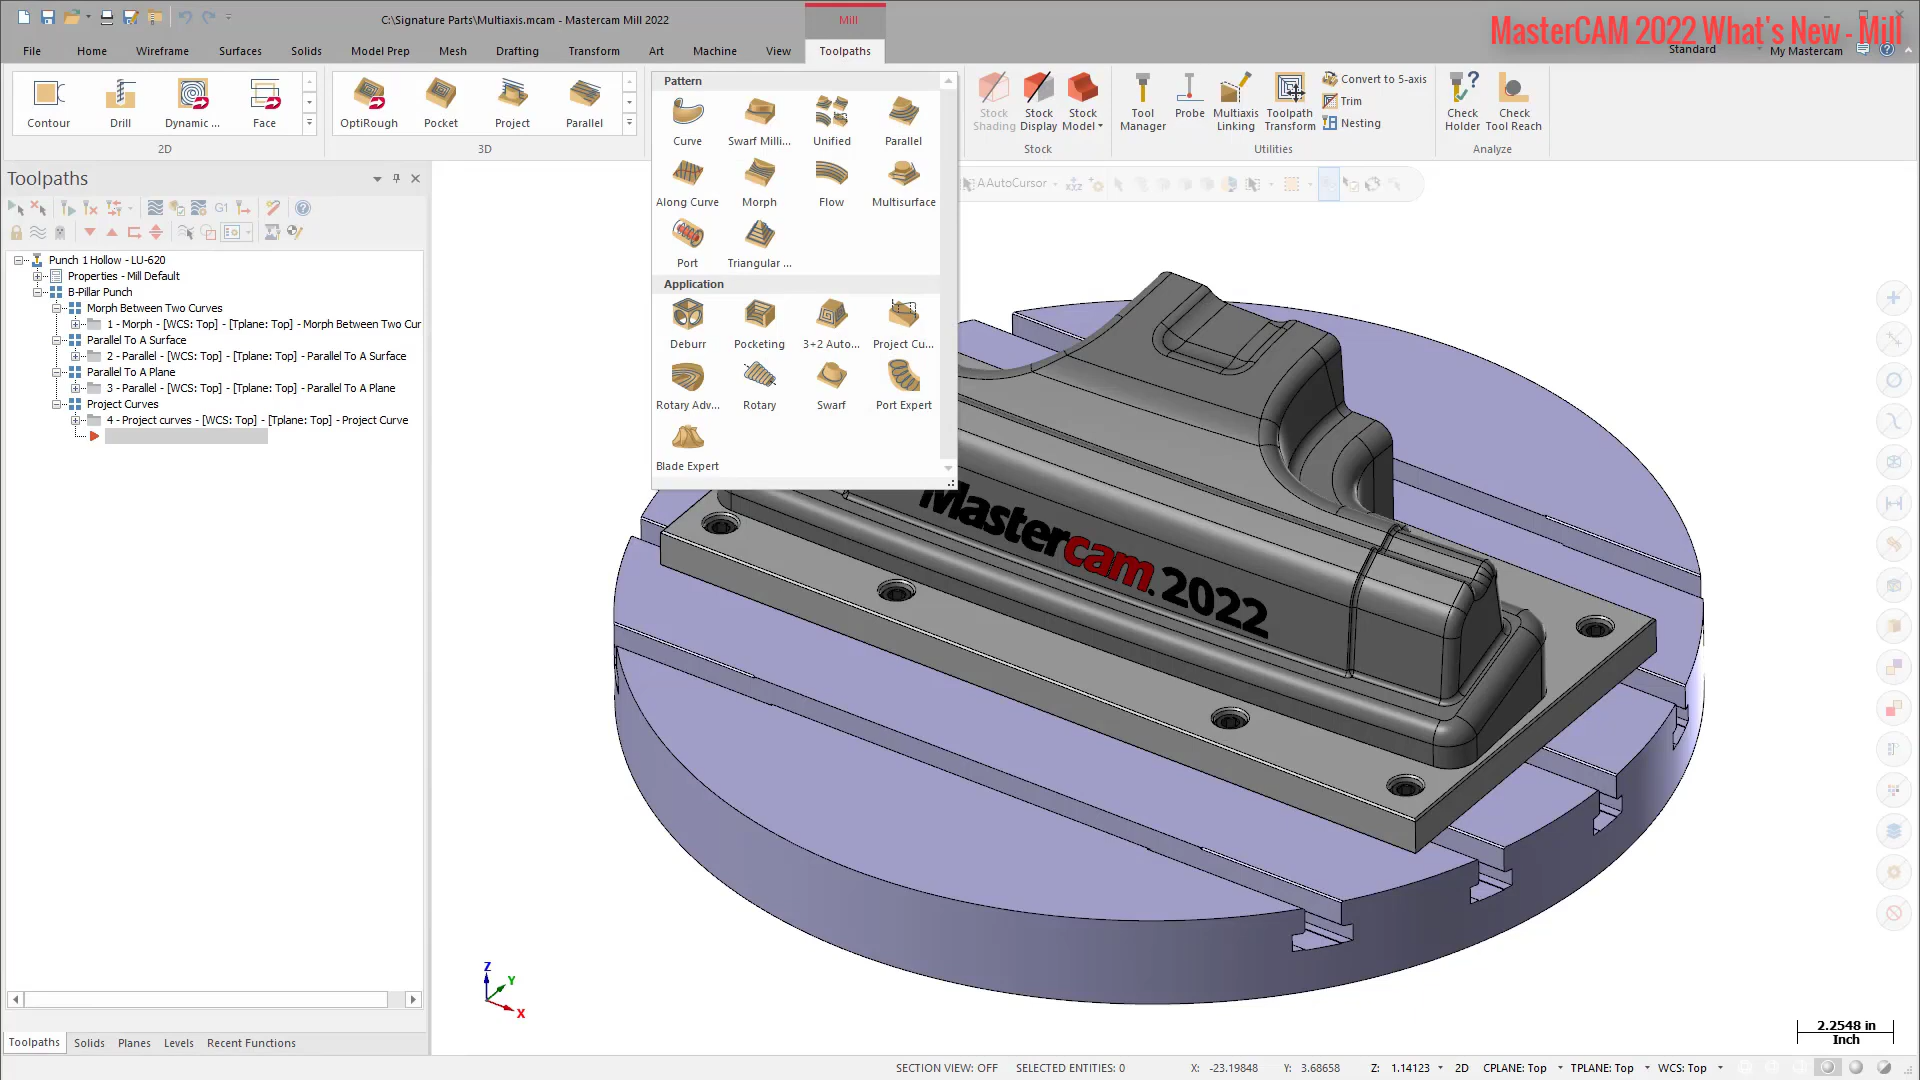 C:\Signature Parts\Multiaxis.mcam - Mastercam Mill 2022
Mill
MasterCAM 2022 What's New - Mill
File Home Wireframe Surfaces Solids Model Prep Mesh Drafting Transform Art Machine View Toolpaths
Standard My Mastercam
Contour Drill Dynamic ... Face
2D
OptiRough Pocket Project Parallel
3D
Pattern
Curve Swarf Milli... Unified Parallel
Along Curve Morph Flow Multisurface
Port Triangular ...
Application
Deburr Pocketing 3+2 Auto... Project Cu...
Rotary Adv... Rotary Swarf Port Expert
Blade Expert
Stock Shading
Stock Display
Stock Model
Stock
Tool Manager
Probe
Multiaxis Linking
Toolpath Transform
Convert to 5-axis
Trim
Nesting
Utilities
Check Holder
Check Tool Reach
Analyze
AutoCursor
Toolpaths
G1
Punch 1 Hollow - LU-620
Properties - Mill Default
B-Pillar Punch
Morph Between Two Curves
1 - Morph - [WCS: Top] - [Tplane: Top] - Morph Between Two Cur
Parallel To A Surface
2 - Parallel - [WCS: Top] - [Tplane: Top] - Parallel To A Surface
Parallel To A Plane
3 - Parallel - [WCS: Top] - [Tplane: Top] - Parallel To A Plane
Project Curves
4 - Project curves - [WCS: Top] - [Tplane: Top] - Project Curve
Mastercam. 2022
Z
Y
X
2.2548 in
Inch
Toolpaths Solids Planes Levels Recent Functions
SECTION VIEW: OFF SELECTED ENTITIES: 0 X: -23.19848 Y: 3.68658 Z: 1.14123 2D CPLANE: Top TPLANE: Top WCS: Top